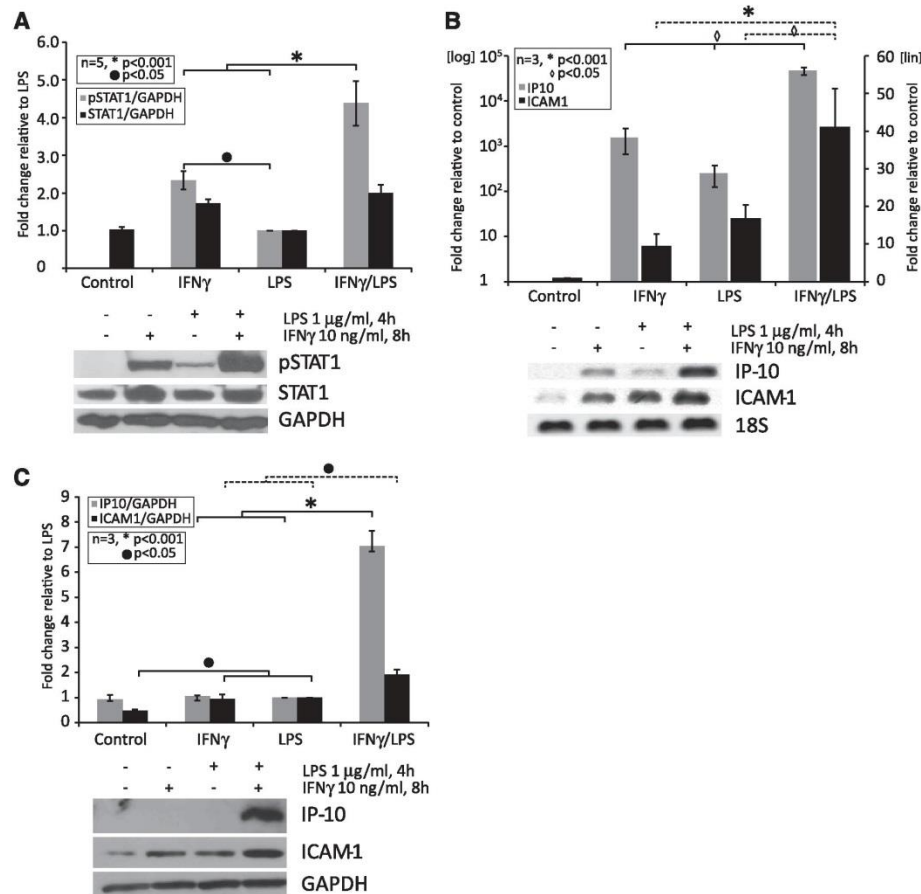 A
6.0
5.0
4.0
3.0
2.0
1.0
0
Fold change relative to LPS
n=5, * p<0.001
● p<0.05
pSTAT1/GAPDH
STAT1/GAPDH
*
●
Control IFNγ LPS IFNγ/LPS
- - + + LPS 1 µg/ml, 4h
- + - + IFNγ 10 ng/ml, 8h
pSTAT1
STAT1
GAPDH
B
[log]
10⁵
10⁴
10³
10²
10
1
Fold change relative to control
n=3, * p<0.001
◊ p<0.05
IP10
ICAM1
*
◊
◊
[lin]
60
50
40
30
20
10
0
Fold change relative to control
Control IFNγ LPS IFNγ/LPS
- - + + LPS 1 µg/ml, 4h
- + - + IFNγ 10 ng/ml, 8h
IP-10
ICAM-1
18S
C
9
8
7
6
5
4
3
2
1
0
Fold change relative to LPS
IP10/GAPDH
ICAM1/GAPDH
n=3, * p<0.001
● p<0.05
●
*
●
Control IFNγ LPS IFNγ/LPS
- - + + LPS 1 µg/ml, 4h
- + - + IFNγ 10 ng/ml, 8h
IP-10
ICAM-1
GAPDH